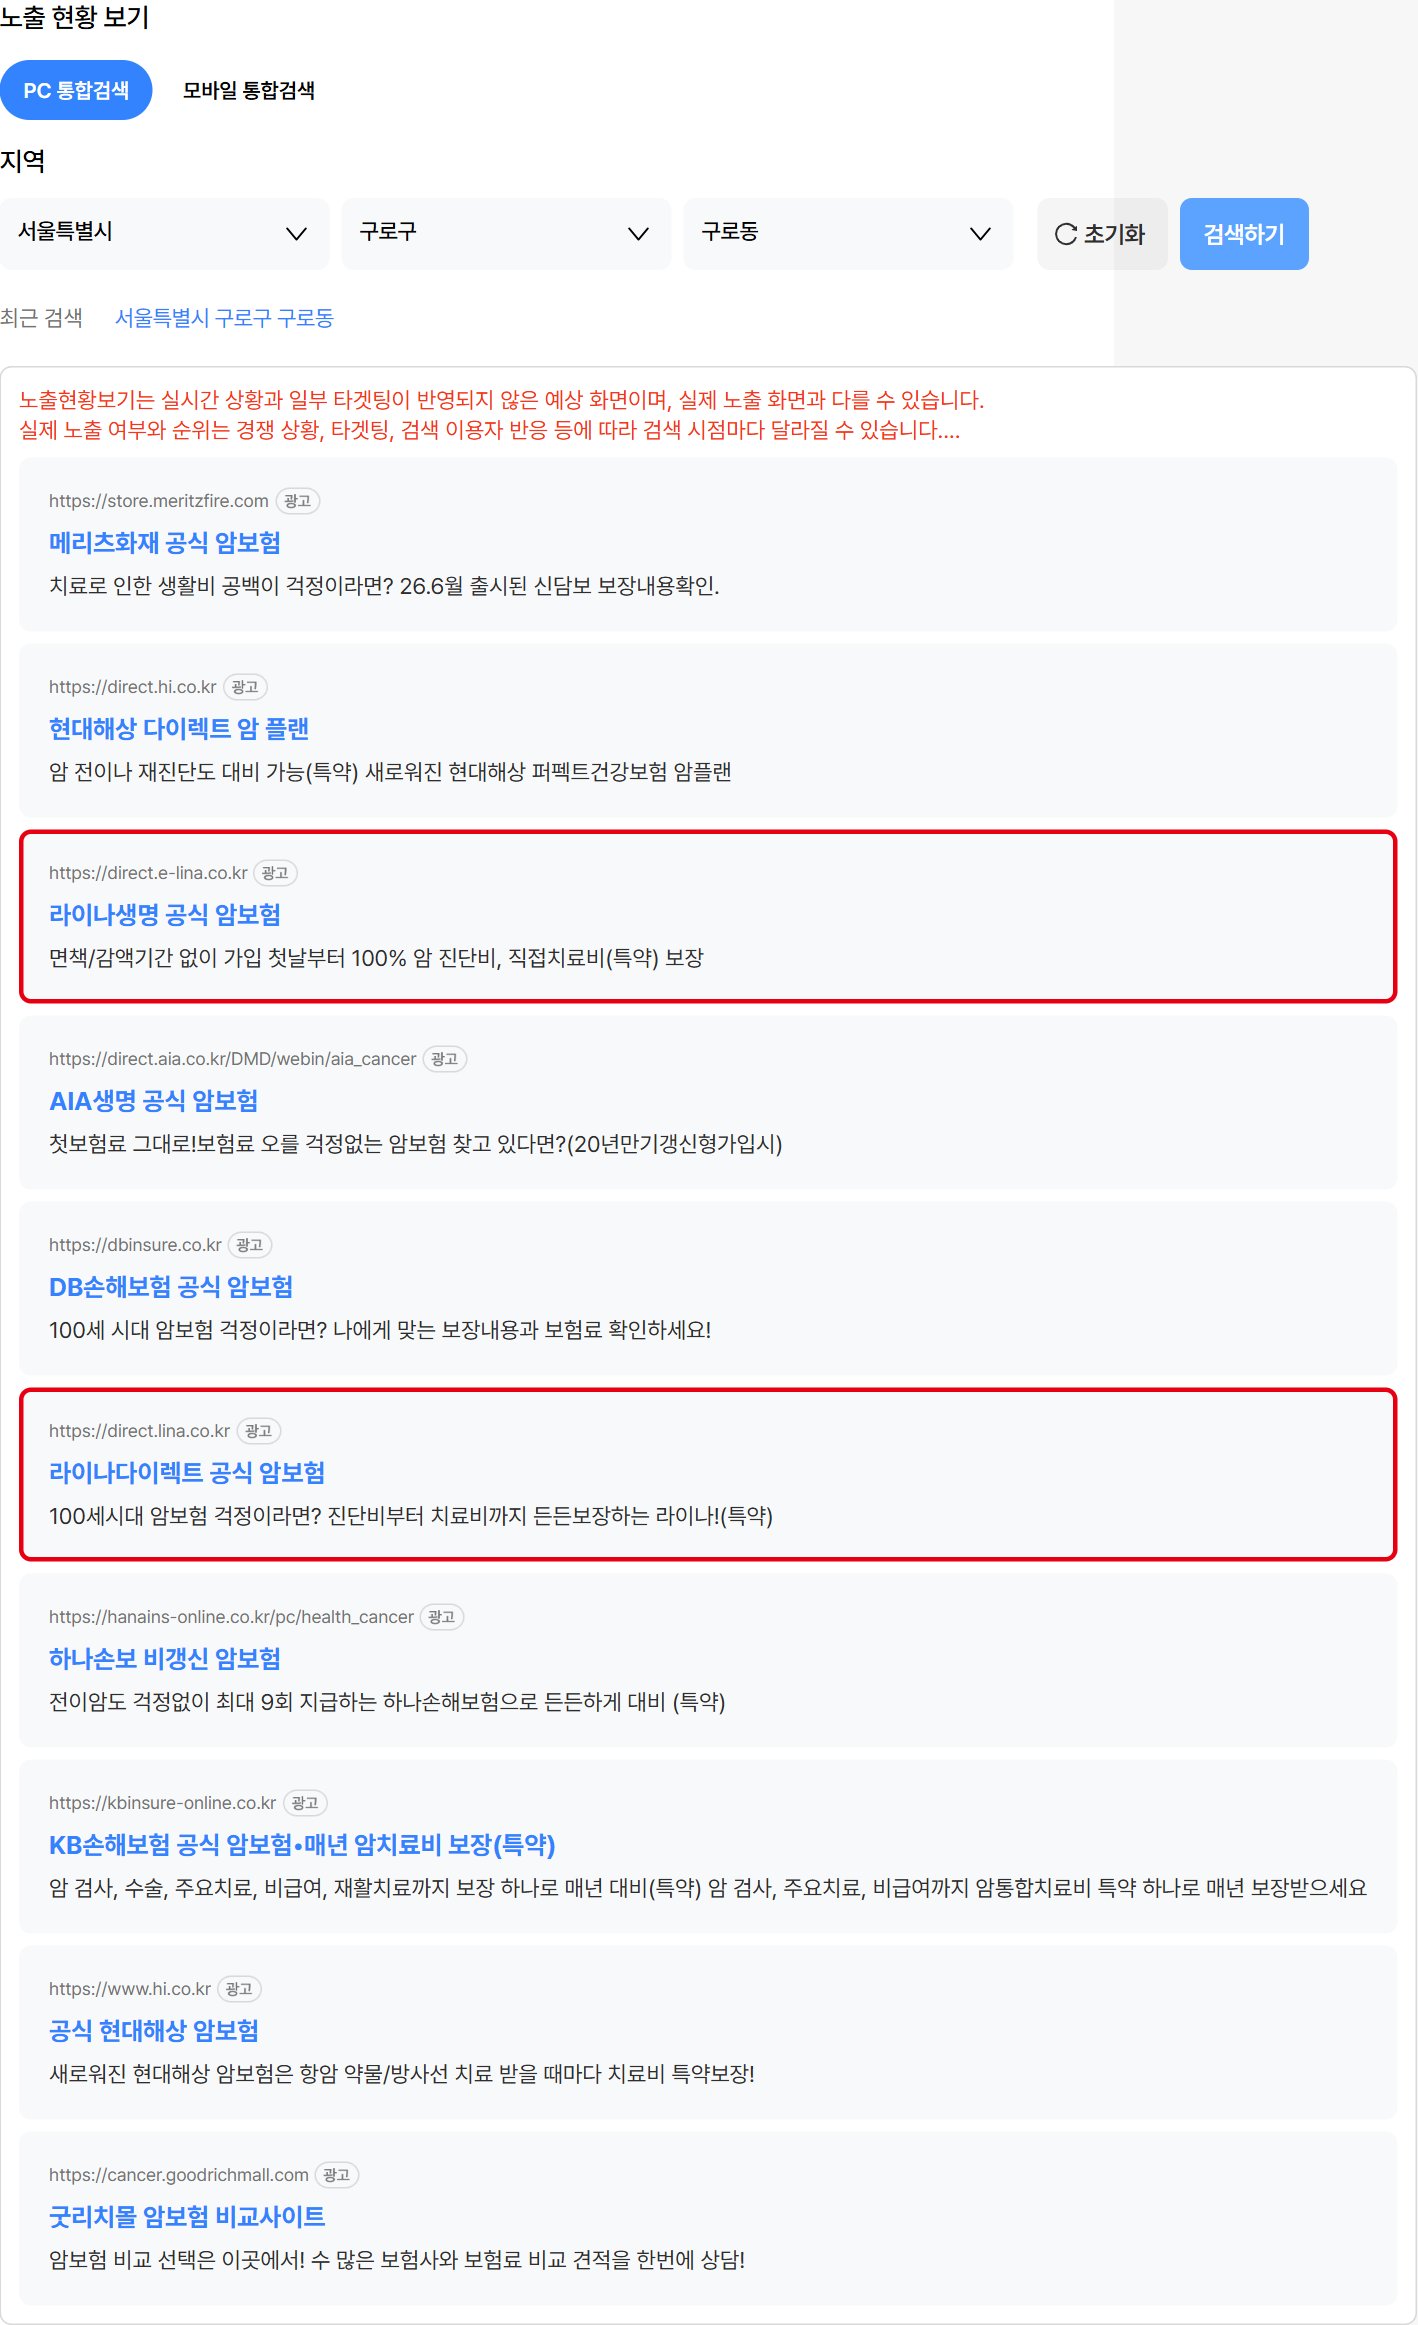 노출 현황 보기
PC 통합검색 모바일 통합검색
지역
서울특별시 구로구 구로동 초기화 검색하기
최근 검색 서울특별시 구로구 구로동
노출현황보기는 실시간 상황과 일부 타겟팅이 반영되지 않은 예상 화면이며, 실제 노출 화면과 다를 수 있습니다.
실제 노출 여부와 순위는 경쟁 상황, 타겟팅, 검색 이용자 반응 등에 따라 검색 시점마다 달라질 수 있습니다....
https://store.meritzfire.com 광고
메리츠화재 공식 암보험
치료로 인한 생활비 공백이 걱정이라면? 26.6월 출시된 신담보 보장내용확인.
https://direct.hi.co.kr 광고
현대해상 다이렉트 암 플랜
암 전이나 재진단도 대비 가능(특약) 새로워진 현대해상 퍼펙트건강보험 암플랜
https://direct.e-lina.co.kr 광고
라이나생명 공식 암보험
면책/감액기간 없이 가입 첫날부터 100% 암 진단비, 직접치료비(특약) 보장
https://direct.aia.co.kr/DMD/webin/aia_cancer 광고
AIA생명 공식 암보험
첫보험료 그대로!보험료 오를 걱정없는 암보험 찾고 있다면?(20년만기갱신형가입시)
https://dbinsure.co.kr 광고
DB손해보험 공식 암보험
100세 시대 암보험 걱정이라면? 나에게 맞는 보장내용과 보험료 확인하세요!
https://direct.lina.co.kr 광고
라이나다이렉트 공식 암보험
100세시대 암보험 걱정이라면? 진단비부터 치료비까지 든든보장하는 라이나!(특약)
https://hanains-online.co.kr/pc/health_cancer 광고
하나손보 비갱신 암보험
전이암도 걱정없이 최대 9회 지급하는 하나손해보험으로 든든하게 대비 (특약)
https://kbinsure-online.co.kr 광고
KB손해보험 공식 암보험•매년 암치료비 보장(특약)
암 검사, 수술, 주요치료, 비급여, 재활치료까지 보장 하나로 매년 대비(특약) 암 검사, 주요치료, 비급여까지 암통합치료비 특약 하나로 매년 보장받으세요
https://www.hi.co.kr 광고
공식 현대해상 암보험
새로워진 현대해상 암보험은 항암 약물/방사선 치료 받을 때마다 치료비 특약보장!
https://cancer.goodrichmall.com 광고
굿리치몰 암보험 비교사이트
암보험 비교 선택은 이곳에서! 수 많은 보험사와 보험료 비교 견적을 한번에 상담!